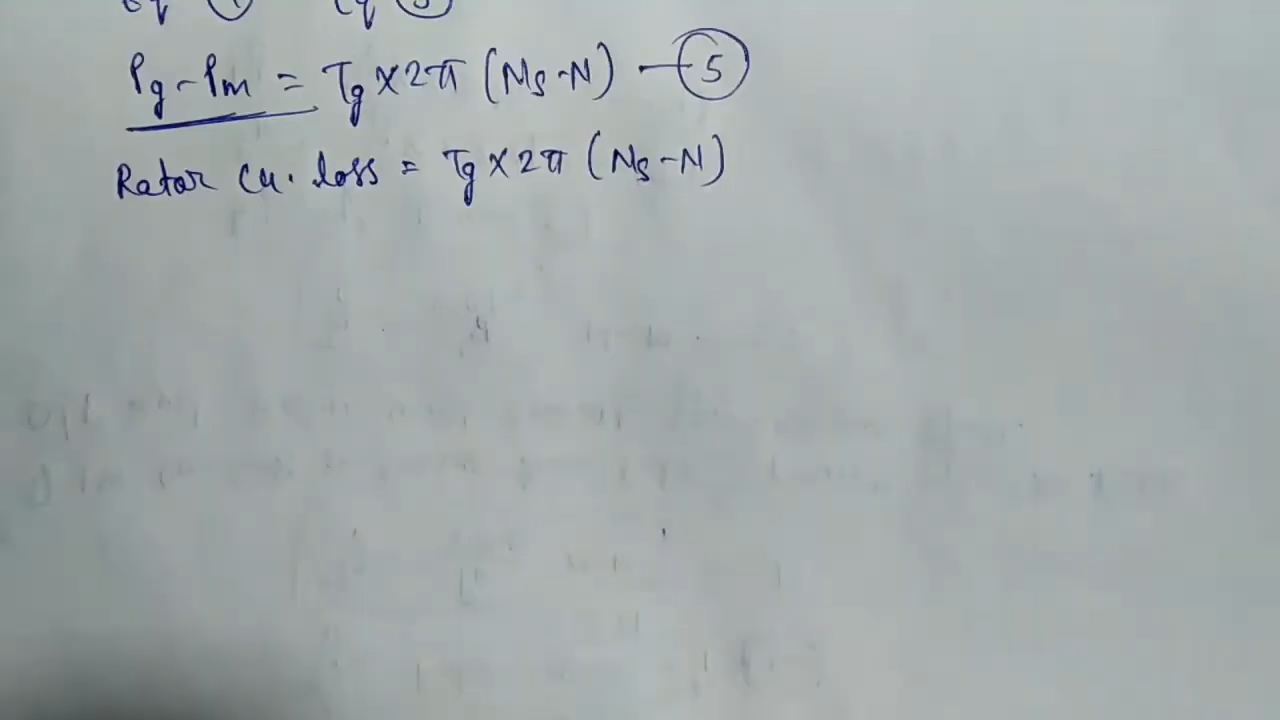 Pg - Pm = Tg × 2π (Ns - N) — 5
Rotor Cu. loss = Tg × 2π (Ns - N)